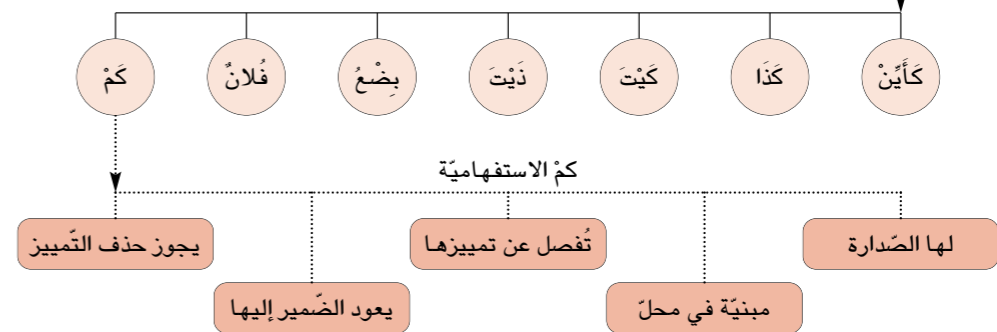 كَأَيِّنْ
كَذَا
كَيْتَ
ذَيْتَ
بِضْعُ
فُلانٌ
كَمْ
كمْ الاستفهاميّة
لها الصّدارة
مبنيّة في محلّ
تُفصل عن تمييزها
يعود الضّمير إليها
يجوز حذف التّمييز